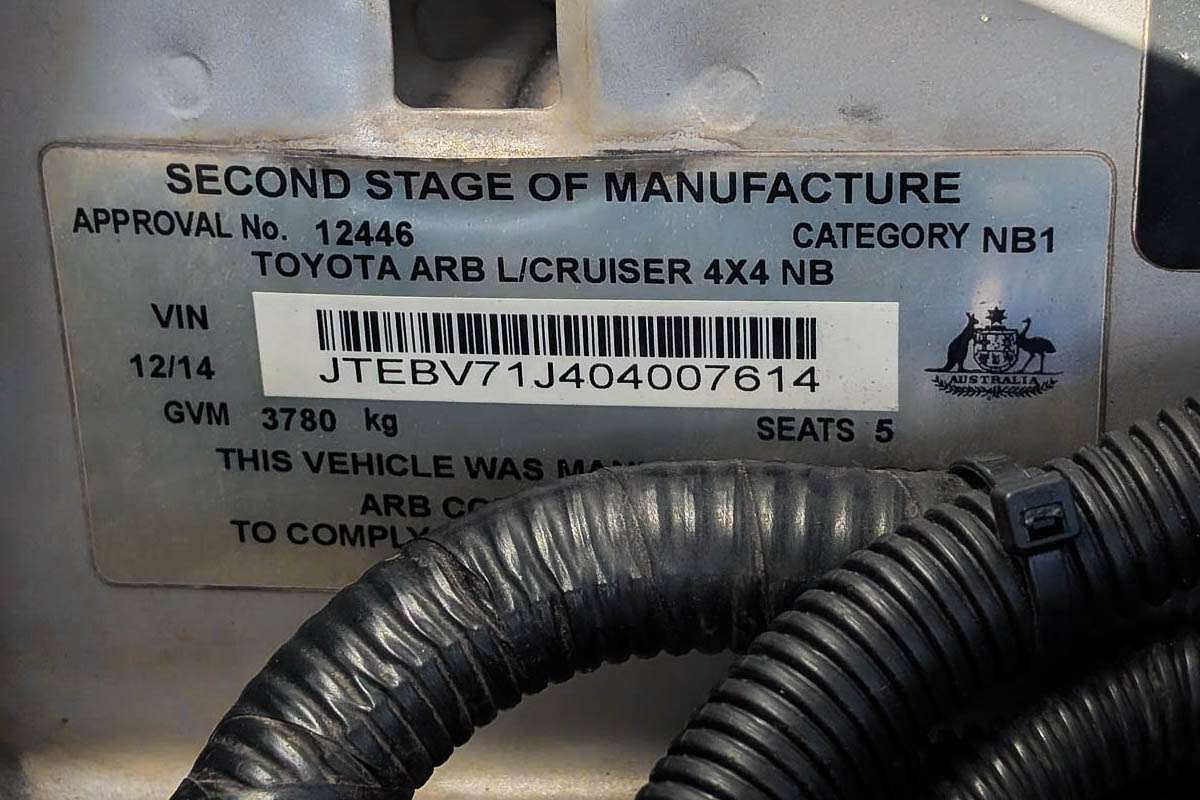 SECOND STAGE OF MANUFACTURE
APPROVAL No. 12446 CATEGORY NB1
TOYOTA ARB L/CRUISER 4X4 NB
VIN
JTEBV71J404007614
12/14
AUSTRALIA
GVM 3780 kg SEATS 5
THIS VEHICLE WAS
ARB
TO COMPLY